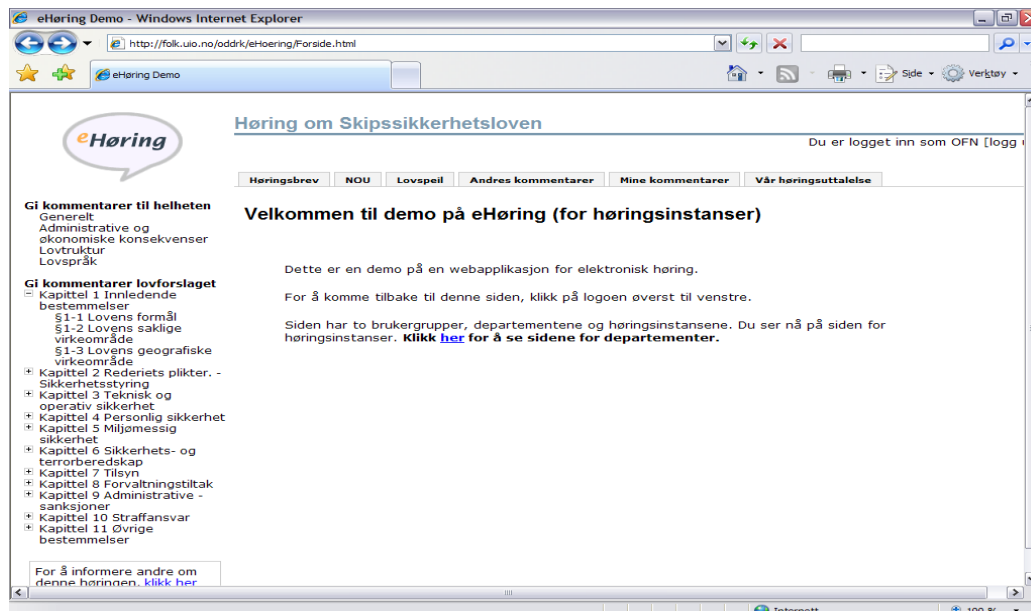 eHøring Demo - Windows Internet Explorer
http://folk.uio.no/oddrk/eHoering/Forside.html
eHøring Demo
Side
Verktøy
eHøring
Høring om Skipssikkerhetsloven
Du er logget inn som OFN [logg
Høringsbrev NOU Lovspeil Andres kommentarer Mine kommentarer Vår høringsuttalelse
Gi kommentarer til helheten
Generelt
Administrative og
økonomiske konsekvenser
Lovtruktur
Lovspråk
Gi kommentarer lovforslaget
Kapittel 1 Innledende
bestemmelser
§1-1 Lovens formål
§1-2 Lovens saklige
virkeområde
§1-3 Lovens geografiske
virkeområde
Kapittel 2 Rederiets plikter. -
Sikkerhetsstyring
Kapittel 3 Teknisk og
operativ sikkerhet
Kapittel 4 Personlig sikkerhet
Kapittel 5 Miljømessig
sikkerhet
Kapittel 6 Sikkerhets- og
terrorberedskap
Kapittel 7 Tilsyn
Kapittel 8 Forvaltningstiltak
Kapittel 9 Administrative -
sanksjoner
Kapittel 10 Straffansvar
Kapittel 11 Øvrige
bestemmelser
For å informere andre om
denne høringen, klikk her
Velkommen til demo på eHøring (for høringsinstanser)
Dette er en demo på en webapplikasjon for elektronisk høring.
For å komme tilbake til denne siden, klikk på logoen øverst til venstre.
Siden har to brukergrupper, departementene og høringsinstansene. Du ser nå på siden for
høringsinstanser. Klikk her for å se sidene for departementer.
Internett
100 %